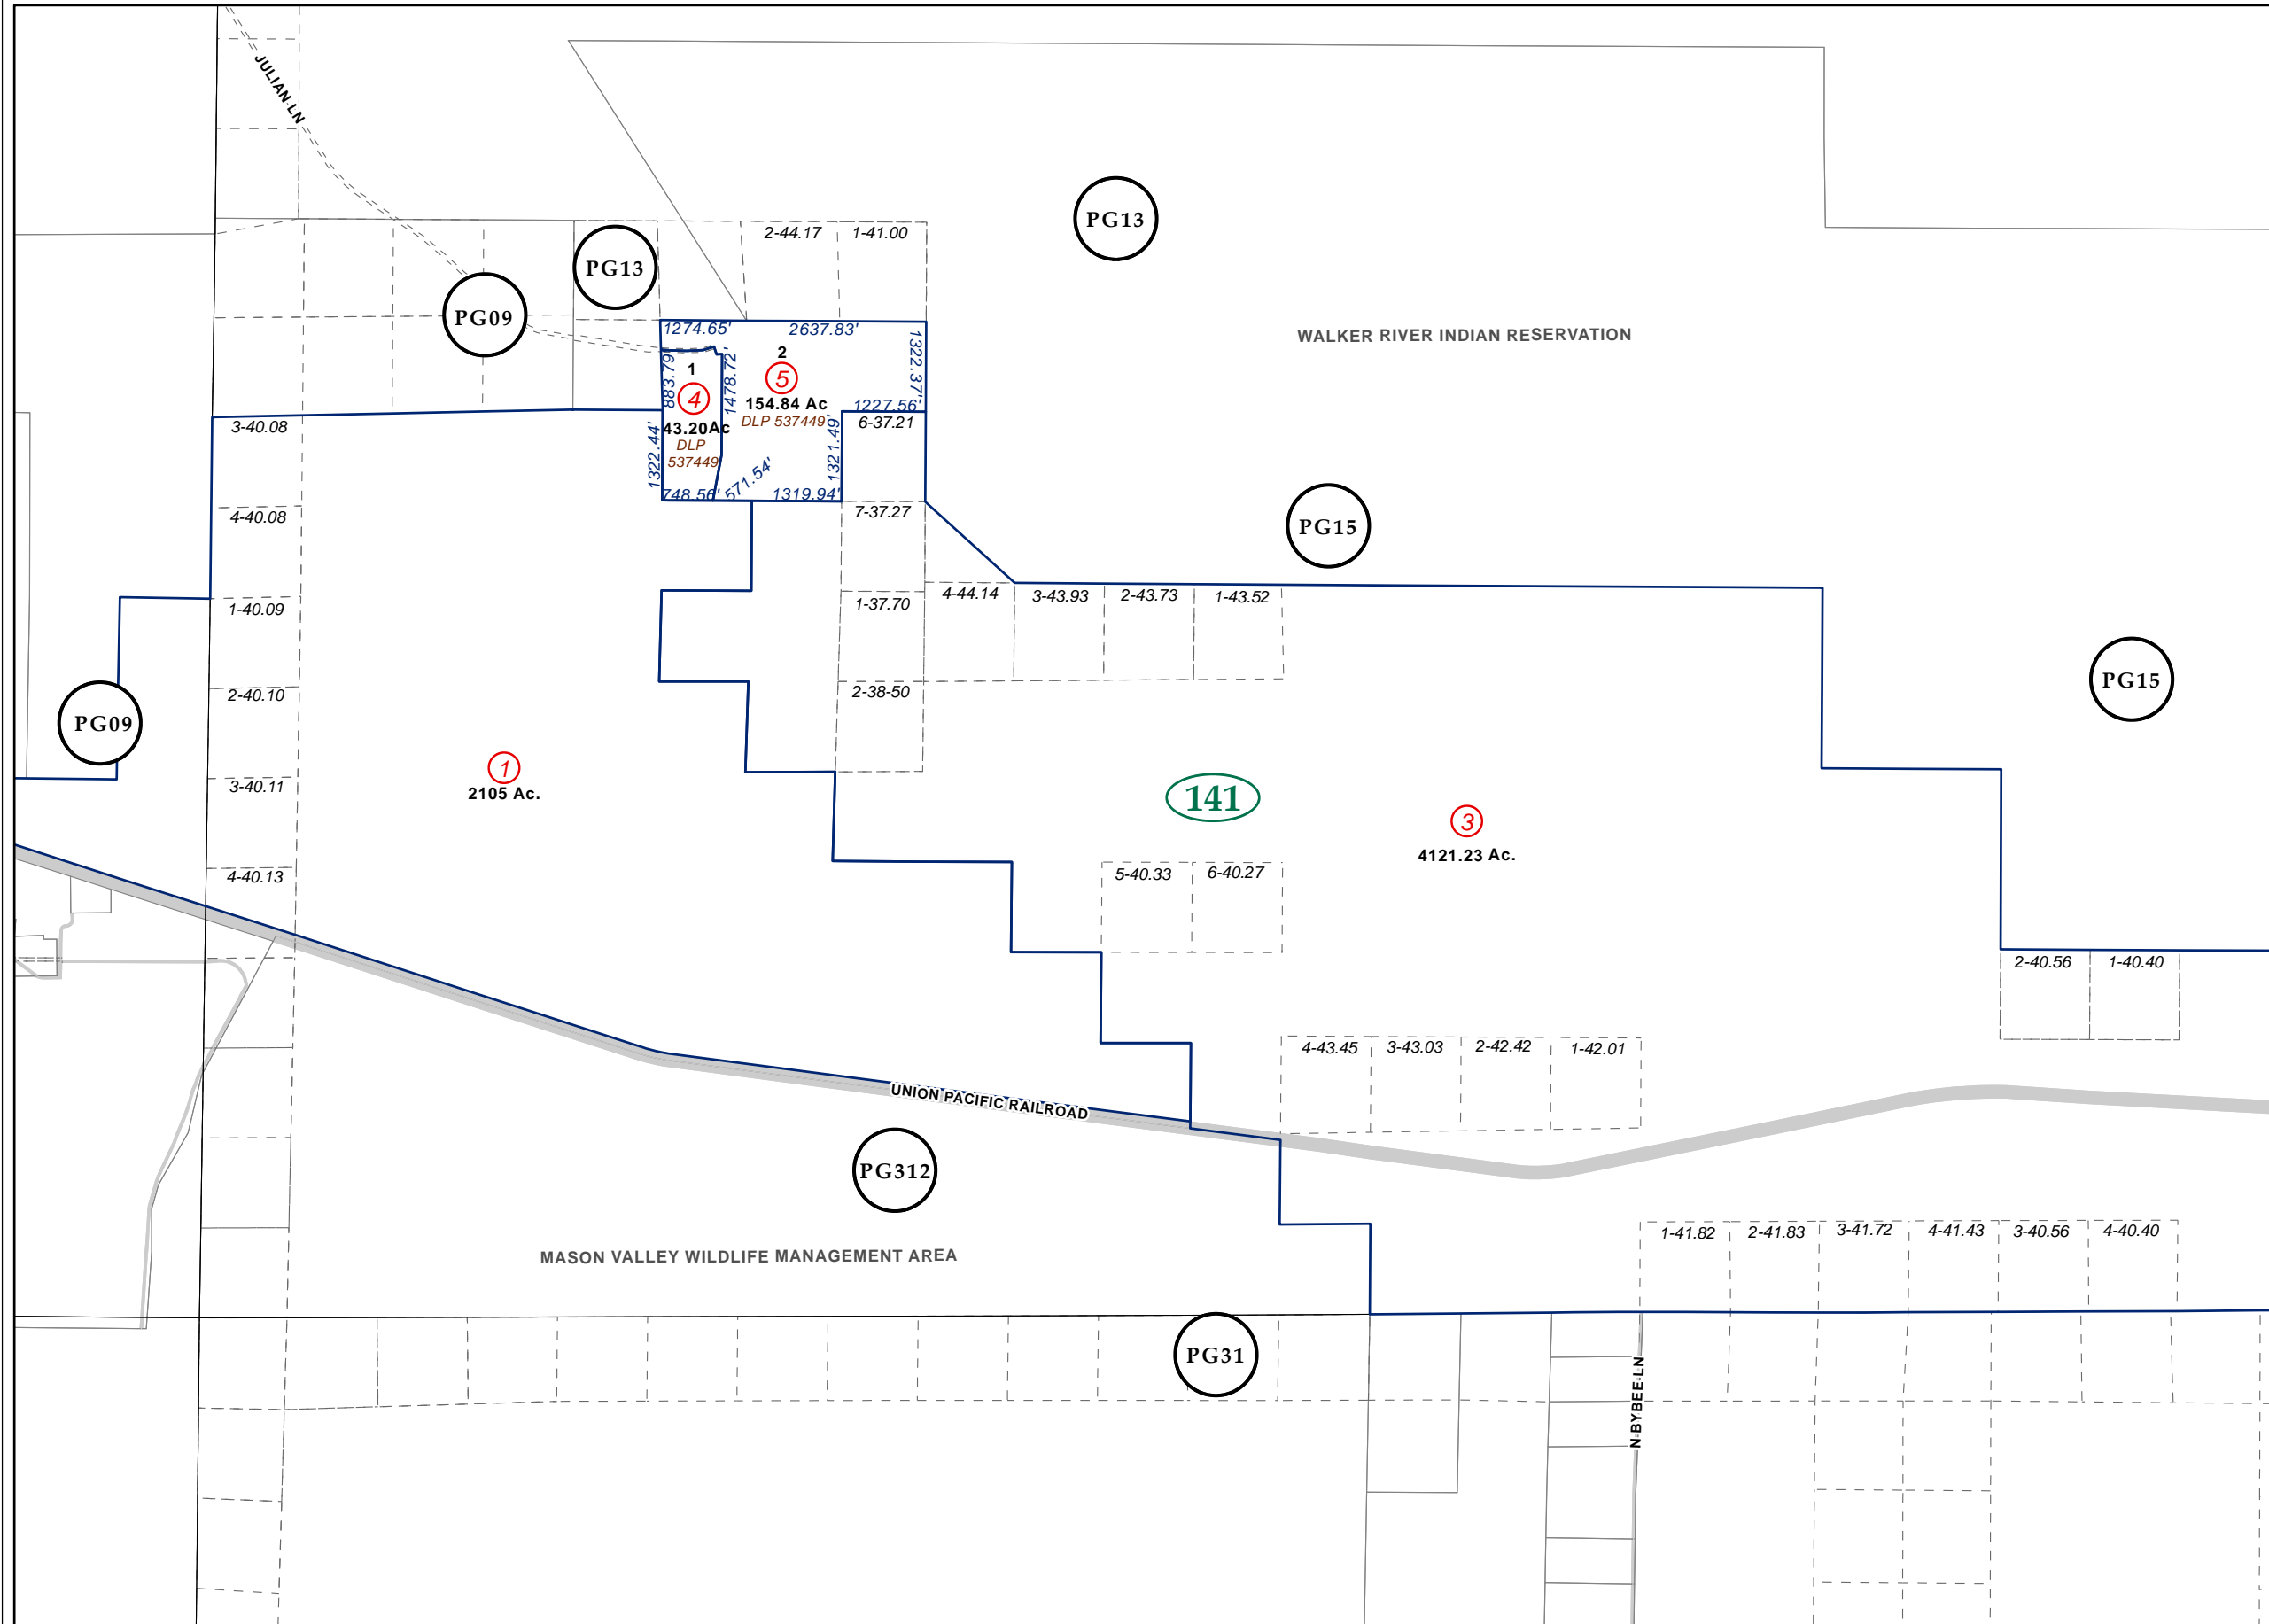 JULIAN LN
PG13
2-44.17
1-41.00
PG13
PG09
WALKER RIVER INDIAN RESERVATION
1274.65'
2637.83'
1322.37'
883.79'
1
4
43.20Ac
DLP
537449
1478.72'
2
5
154.84 Ac
DLP 537449
1227.56'
6-37.21
1321.49'
1322.44'
748.56'
571.54'
1319.94'
3-40.08
4-40.08
1-40.09
2-40.10
3-40.11
4-40.13
7-37.27
1-37.70
2-38-50
PG15
4-44.14
3-43.93
2-43.73
1-43.52
PG15
PG09
1
2105 Ac.
141
3
4121.23 Ac.
5-40.33
6-40.27
2-40.56
1-40.40
4-43.45
3-43.03
2-42.42
1-42.01
UNION PACIFIC RAILROAD
PG312
MASON VALLEY WILDLIFE MANAGEMENT AREA
1-41.82
2-41.83
3-41.72
4-41.43
3-40.56
4-40.40
PG31
N BYBEE LN